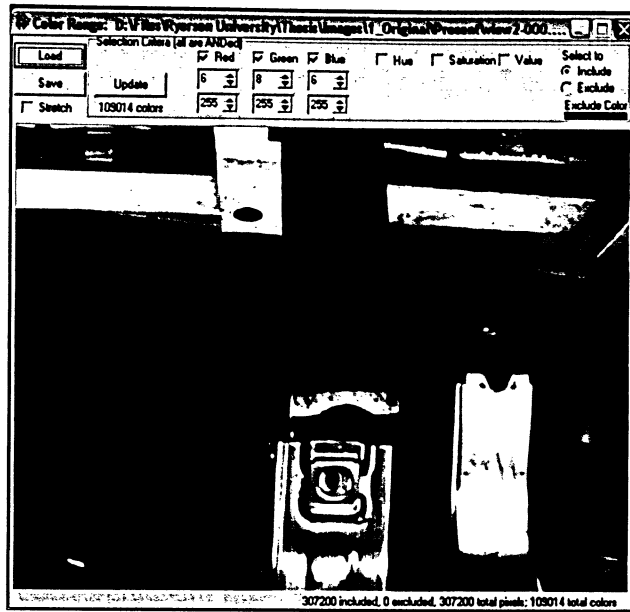 Color Range: D:\Files\Ryerson University\Thesis\Images\1_Original\Present\view2-000....
Load
Selection Criteria [all are ANDed]
Red
Green
Blue
Hue
Saturation
Value
Select to
Include
Save
Update
6
8
6
Exclude
Stretch
109014 colors
255
255
255
Exclude Color
307200 included, 0 excluded, 307200 total pixels; 109014 total colors